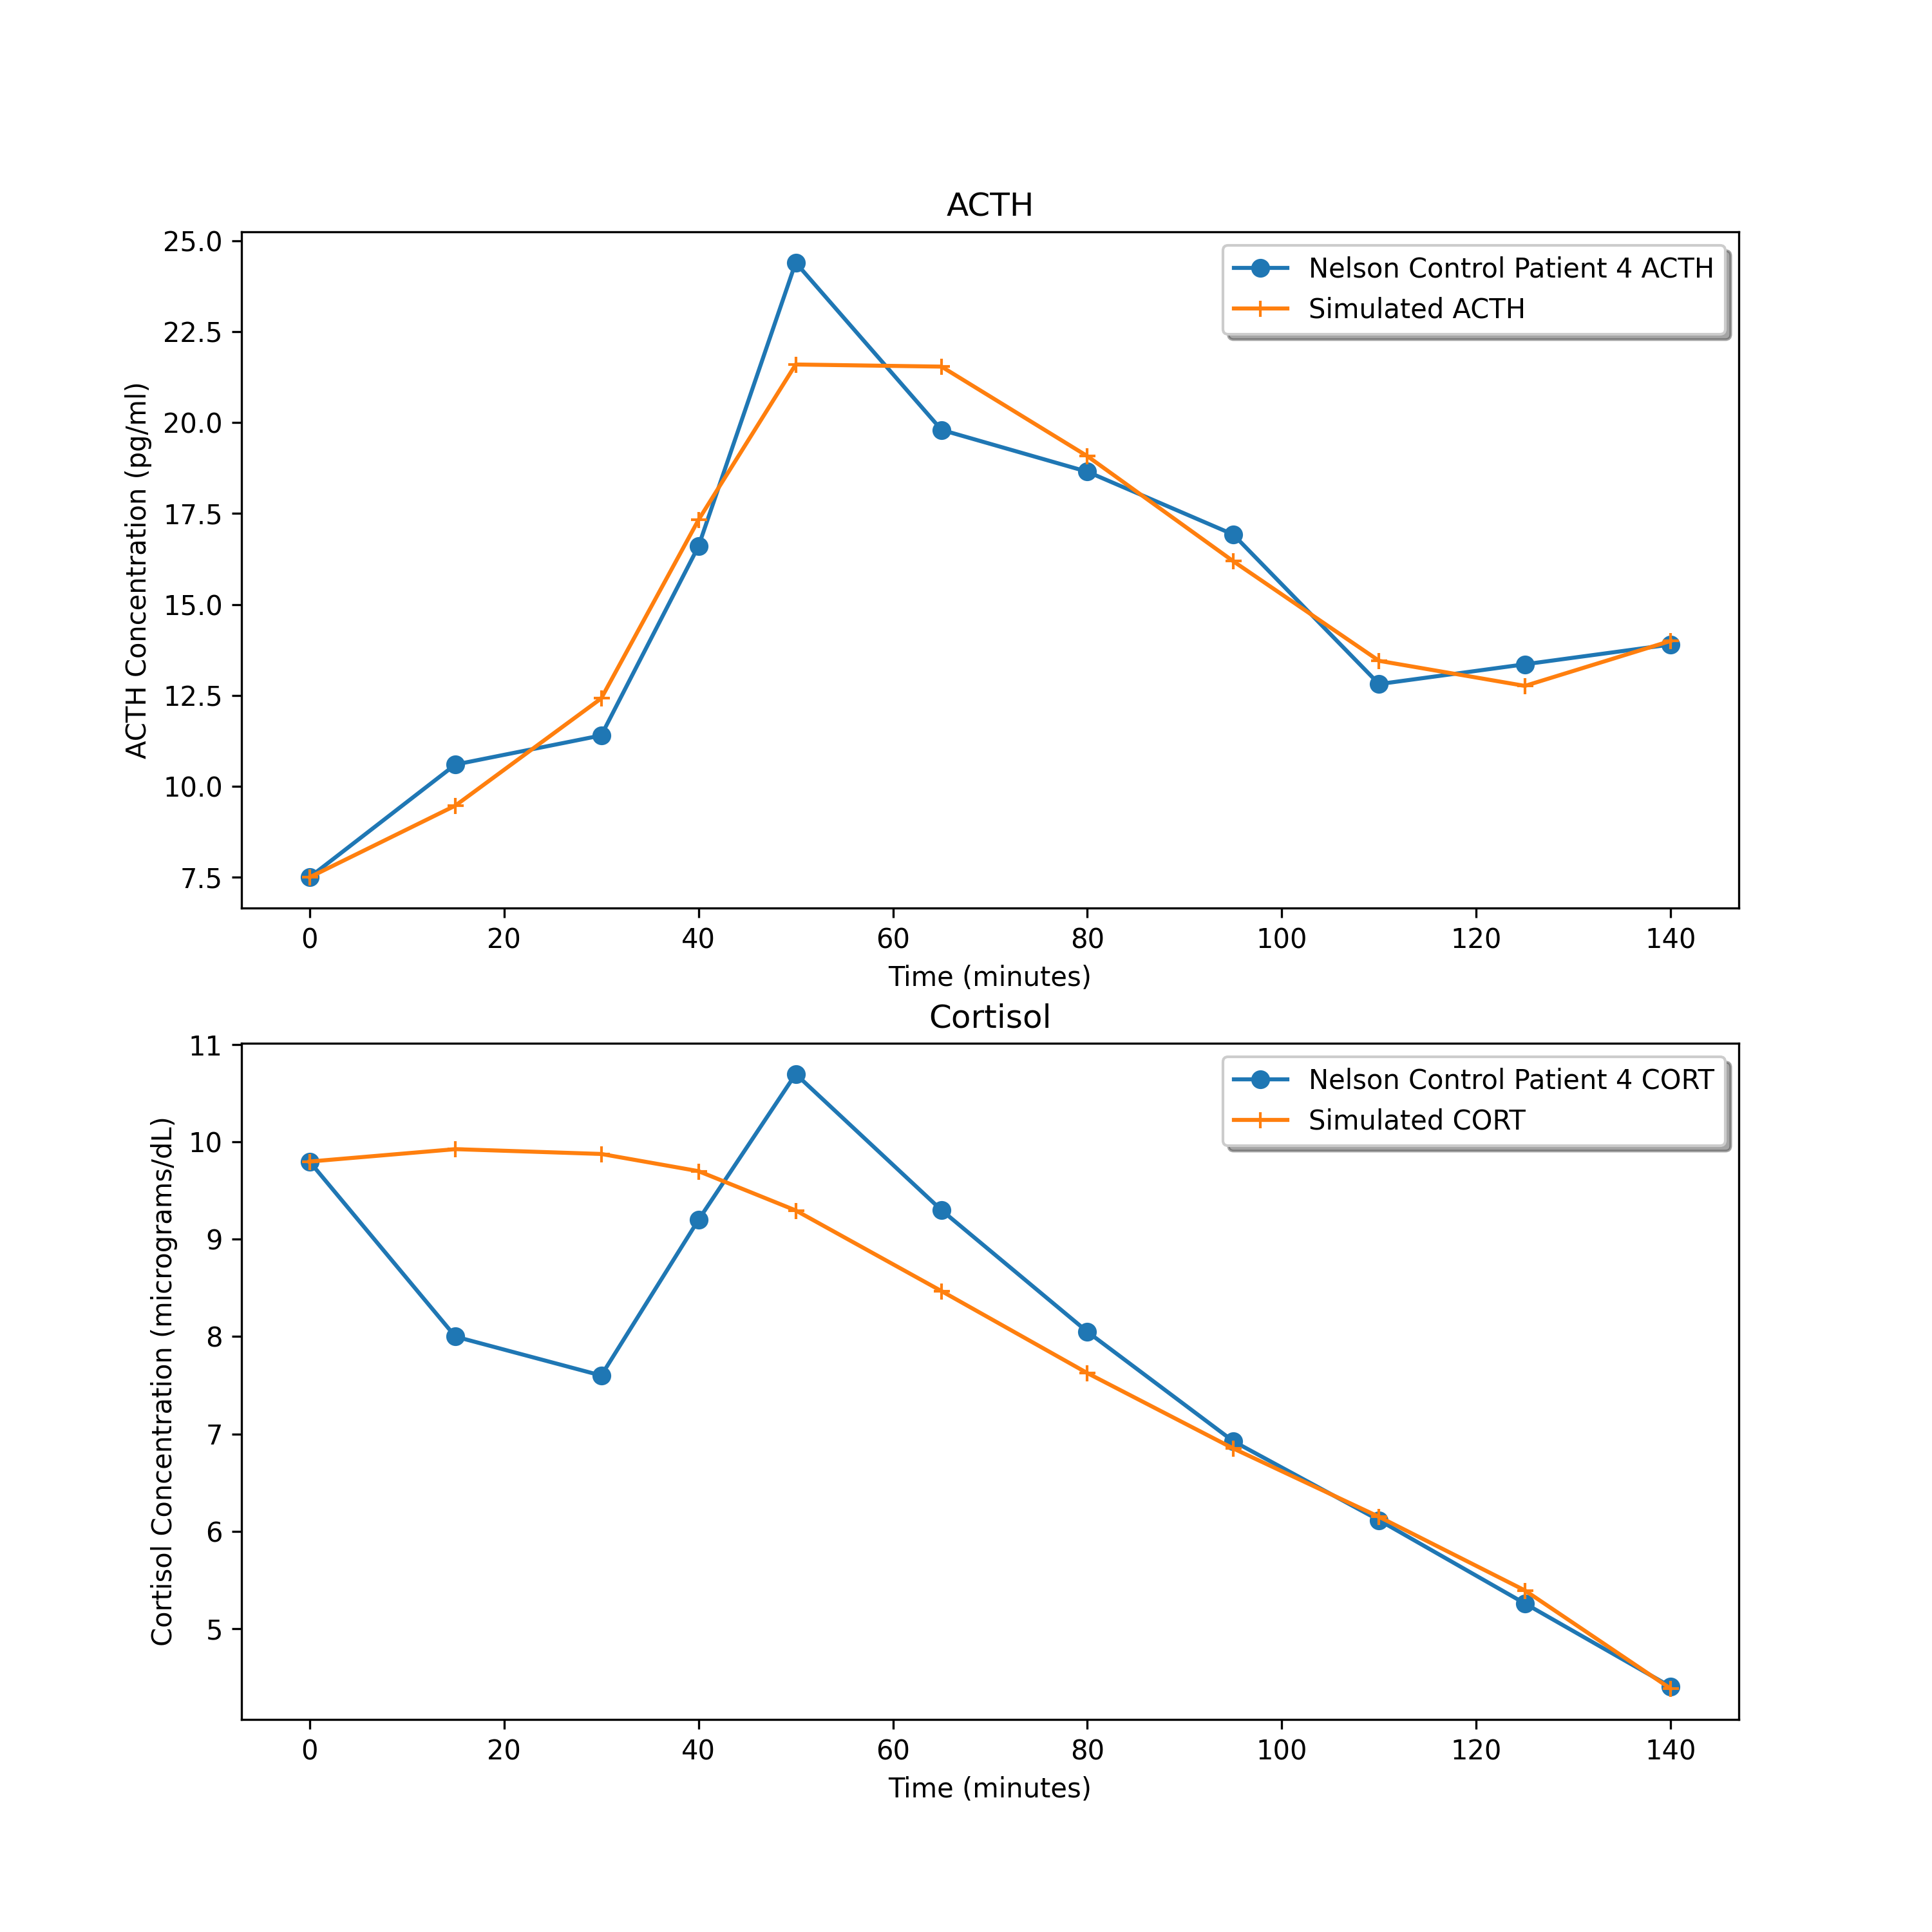 ACTH
25.0
22.5
20.0
17.5
15.0
12.5
10.0
7.5
ACTH Concentration (pg/ml)
Nelson Control Patient 4 ACTH
Simulated ACTH
0 20 40 60 80 100 120 140
Time (minutes)
Cortisol
11
10
9
8
7
6
5
Cortisol Concentration (micrograms/dL)
Nelson Control Patient 4 CORT
Simulated CORT
0 20 40 60 80 100 120 140
Time (minutes)